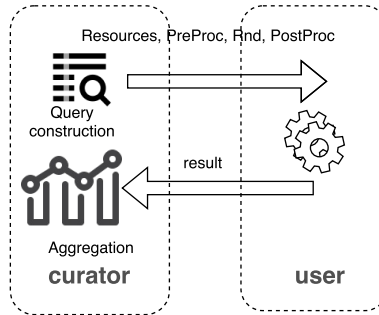 Resources, PreProc, Rnd, PostProc
Query
construction
result
Aggregation
curator
user